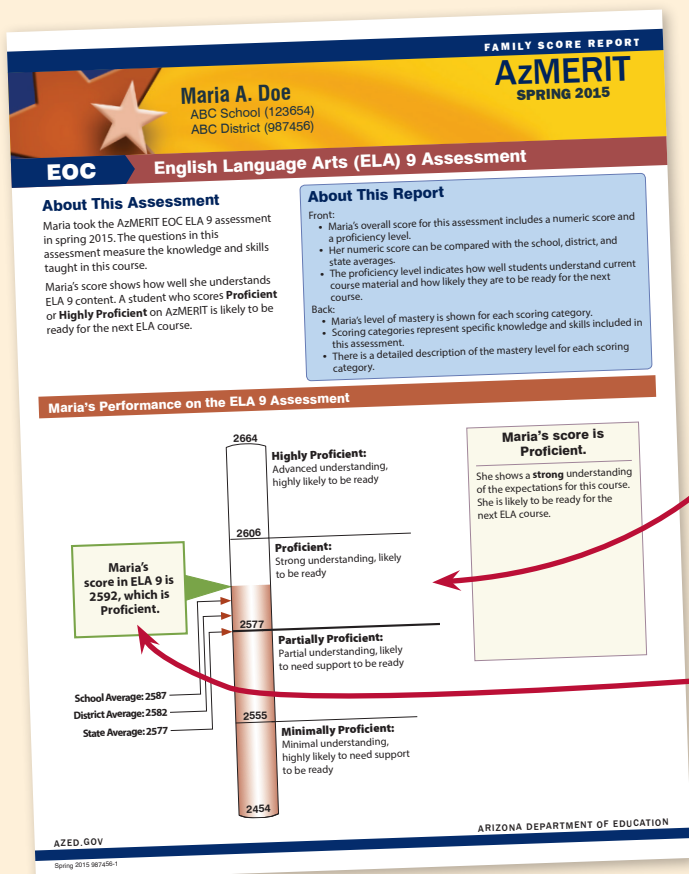 FAMILY SCORE REPORT
AzMERIT
SPRING 2015
Maria A. Doe
ABC School (123654)
ABC District (987456)
EOC
English Language Arts (ELA) 9 Assessment
About This Assessment
Maria took the AzMERIT EOC ELA 9 assessment
in spring 2015. The questions in this
assessment measure the knowledge and skills
taught in this course.
Maria's score shows how well she understands
ELA 9 content. A student who scores Proficient
or Highly Proficient on AzMERIT is likely to be
ready for the next ELA course.
About This Report
Front:
• Maria's overall score for this assessment includes a numeric score and
a proficiency level.
• Her numeric score can be compared with the school, district, and
state averages.
• The proficiency level indicates how well students understand current
course material and how likely they are to be ready for the next
course.
Back:
• Maria's level of mastery is shown for each scoring category.
• Scoring categories represent specific knowledge and skills included in
this assessment.
• There is a detailed description of the mastery level for each scoring
category.
Maria's Performance on the ELA 9 Assessment
2664
Highly Proficient:
Advanced understanding,
highly likely to be ready
2606
Proficient:
Strong understanding, likely
to be ready
2577
Partially Proficient:
Partial understanding, likely
to need support to be ready
2555
Minimally Proficient:
Minimal understanding,
highly likely to need support
to be ready
2454
Maria's
score in ELA 9 is
2592, which is
Proficient.
School Average: 2587
District Average: 2582
State Average: 2577
Maria's score is
Proficient.
She shows a strong understanding
of the expectations for this course.
She is likely to be ready for the
next ELA course.
AZED.GOV
ARIZONA DEPARTMENT OF EDUCATION
Spring 2015 987456-1